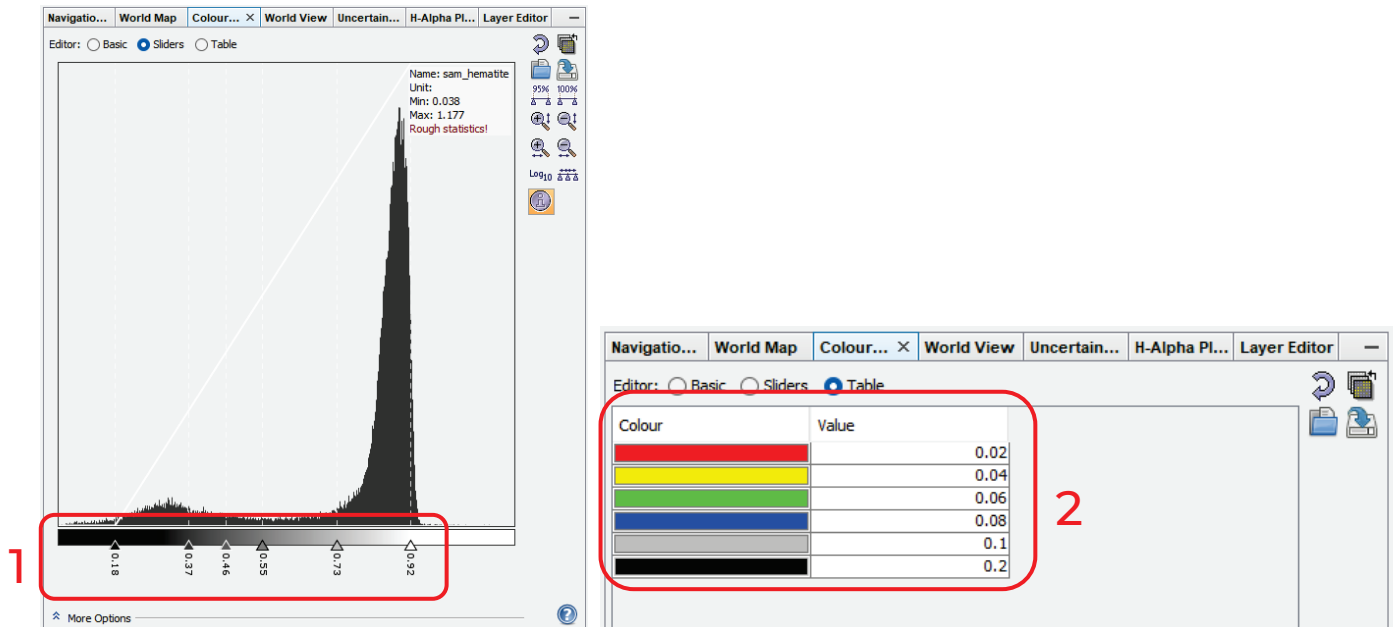 Navigatio... World Map Colour... × World View Uncertain... H-Alpha Pl... Layer Editor
Editor: Basic Sliders Table
Name: sam_hematite
Unit:
Min: 0.038
Max: 1.177
Rough statistics!
95% 100%
Log10
0.18 0.37 0.46 0.55 0.73 0.92
1
More Options
Navigatio... World Map Colour... × World View Uncertain... H-Alpha Pl... Layer Editor
Editor: Basic Sliders Table
Colour Value
0.02
0.04
0.06
0.08
0.1
0.2
2